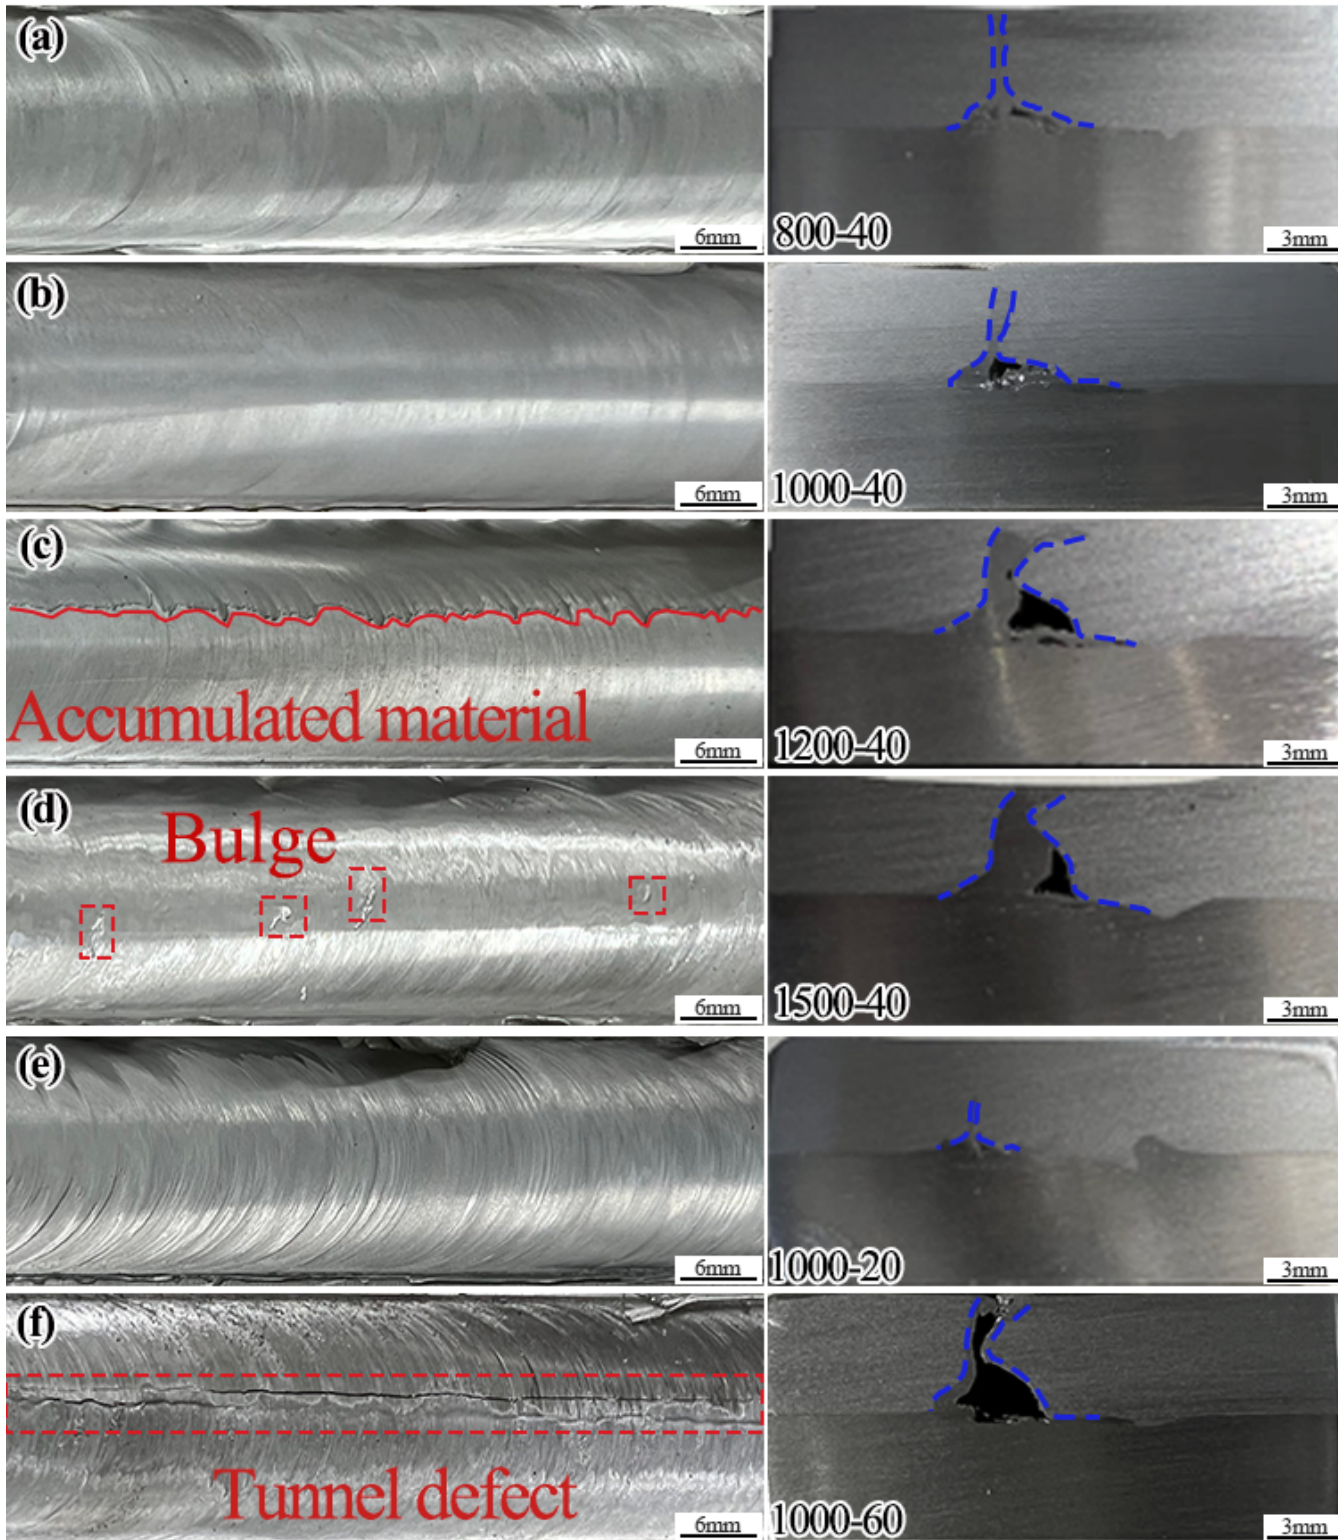 (a)
6mm
800-40
3mm
(b)
6mm
1000-40
3mm
(c)
Accumulated material
6mm
1200-40
3mm
(d)
Bulge
6mm
1500-40
3mm
(e)
6mm
1000-20
3mm
(f)
Tunnel defect
6mm
1000-60
3mm